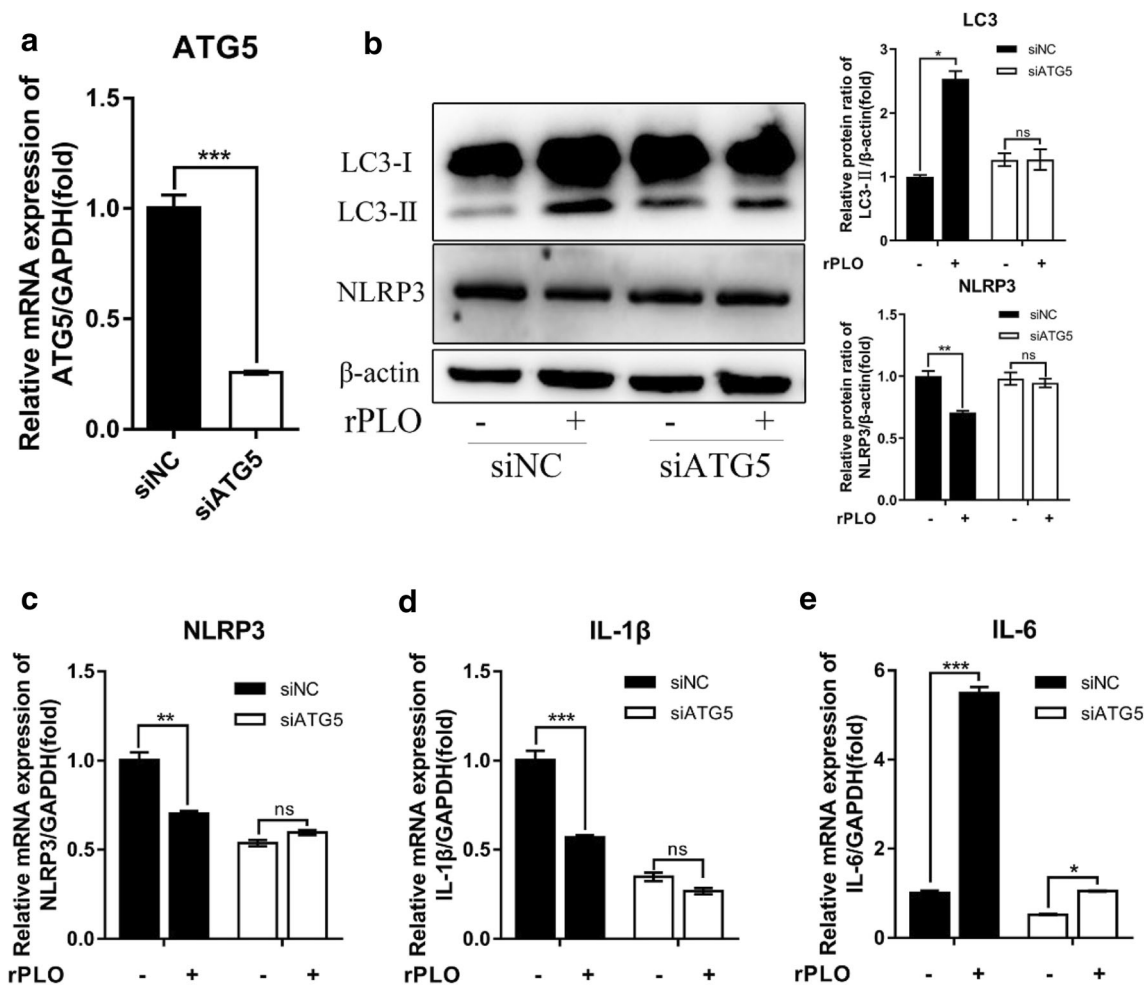 a
ATG5
Relative mRNA expression of
ATG5/GAPDH(fold)
1.5
1.0
0.5
0.0
***
siNC
siATG5
b
LC3-I
LC3-II
NLRP3
β-actin
rPLO - + - +
siNC siATG5
LC3
Relative protein ratio of
LC3-Ⅱ/β-actin(fold)
3
2
1
0
siNC
siATG5
*
ns
rPLO - + - +
NLRP3
Relative protein ratio of
NLRP3/β-actin(fold)
1.5
1.0
0.5
0.0
siNC
siATG5
**
ns
rPLO - + - +
c
NLRP3
Relative mRNA expression of
NLRP3/GAPDH(fold)
1.5
1.0
0.5
0.0
siNC
siATG5
**
ns
rPLO - + - +
d
IL-1β
Relative mRNA expression of
IL-1β/GAPDH(fold)
1.5
1.0
0.5
0.0
siNC
siATG5
***
ns
rPLO - + - +
e
IL-6
Relative mRNA expression of
IL-6/GAPDH(fold)
6
4
2
0
siNC
siATG5
***
*
rPLO - + - +